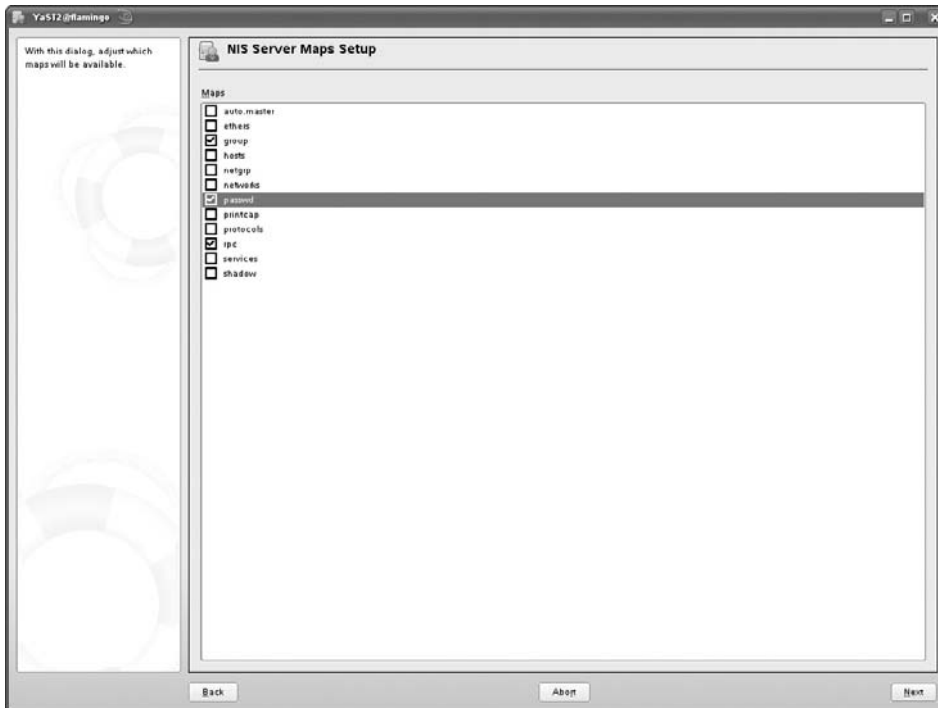 YaST2@flamingo
With this dialog, adjust which
maps will be available.
NIS Server Maps Setup
Maps
auto.master
ethers
group
hosts
netgrp
networks
passwd
printcap
protocols
rpc
services
shadow
Back
Abort
Next